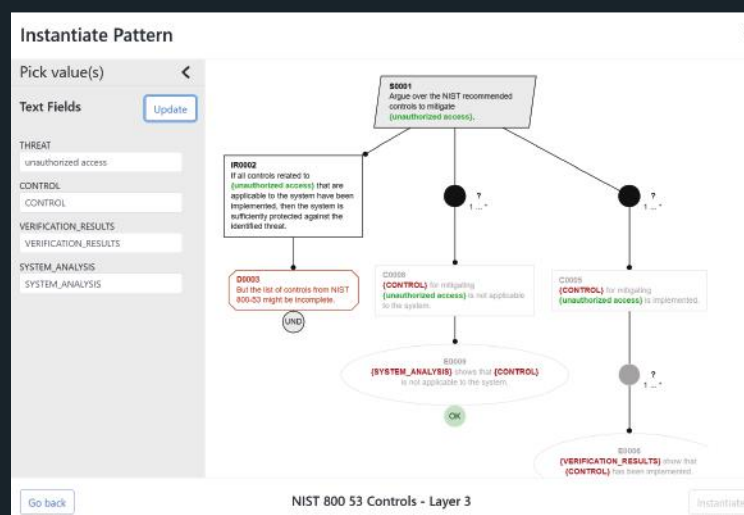 Instantiate Pattern
Pick value(s)
Text Fields
Update
THREAT
unauthorized access
CONTROL
CONTROL
VERIFICATION_RESULTS
VERIFICATION_RESULTS
SYSTEM_ANALYSIS
SYSTEM_ANALYSIS
S0001
Argue over the NIST recommended
controls to mitigate
{unauthorized access}.
IR0002
If all controls related to
{unauthorized access} that are
applicable to the system have been
implemented, then the system is
sufficiently protected against the
identified threat.
?
1 ... *
?
1 ... *
D0003
But the list of controls from NIST
800-53 might be incomplete.
UND
C0008
{CONTROL} for mitigating
{unauthorized access} is not applicable
to the system.
C0005
{CONTROL} for mitigating
{unauthorized access} is implemented.
E0009
{SYSTEM_ANALYSIS} shows that {CONTROL}
is not applicable to the system.
OK
?
1 ... *
E0006
{VERIFICATION_RESULTS} show that
{CONTROL} has been implemented.
Go back
NIST 800 53 Controls - Layer 3
Instantiate